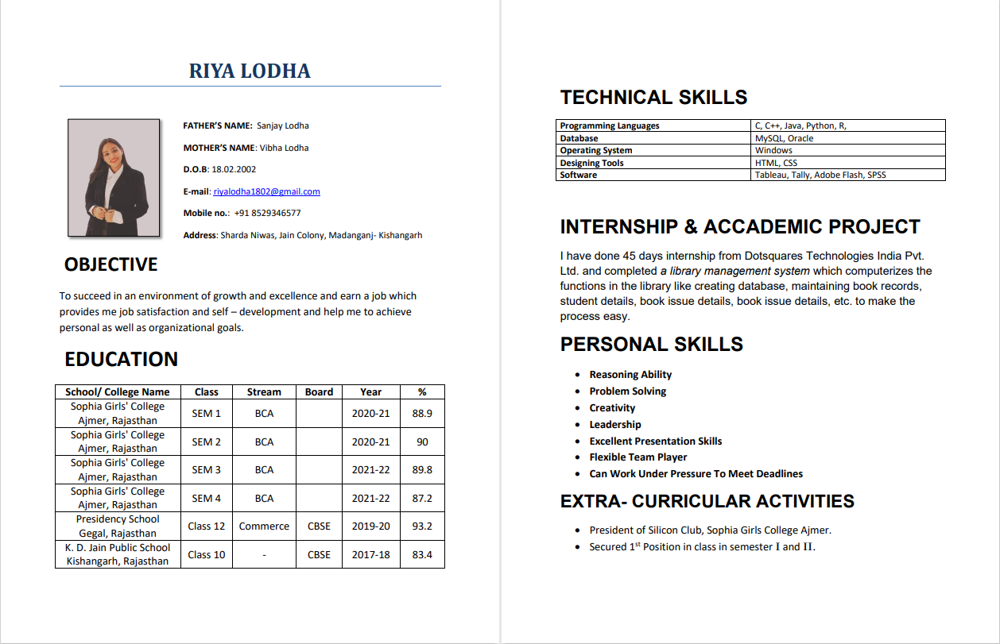 RIYA LODHA
FATHER'S NAME: Sanjay Lodha
MOTHER'S NAME: Vibha Lodha
D.O.B: 18.02.2002
E-mail: riyalodha1802@gmail.com
Mobile no.: +91 8529346577
Address: Sharda Niwas, Jain Colony, Madanganj- Kishangarh
OBJECTIVE
To succeed in an environment of growth and excellence and earn a job which
provides me job satisfaction and self – development and help me to achieve
personal as well as organizational goals.
EDUCATION
School/ College Name Class Stream Board Year %
Sophia Girls' College
Ajmer, Rajasthan SEM 1 BCA 2020-21 88.9
Sophia Girls' College
Ajmer, Rajasthan SEM 2 BCA 2020-21 90
Sophia Girls' College
Ajmer, Rajasthan SEM 3 BCA 2021-22 89.8
Sophia Girls' College
Ajmer, Rajasthan SEM 4 BCA 2021-22 87.2
Presidency School
Gegal, Rajasthan Class 12 Commerce CBSE 2019-20 93.2
K. D. Jain Public School
Kishangarh, Rajasthan Class 10 - CBSE 2017-18 83.4
TECHNICAL SKILLS
Programming Languages C, C++, Java, Python, R,
Database MySQL, Oracle
Operating System Windows
Designing Tools HTML, CSS
Software Tableau, Tally, Adobe Flash, SPSS
INTERNSHIP & ACCADEMIC PROJECT
I have done 45 days internship from Dotsquares Technologies India Pvt.
Ltd. and completed a library management system which computerizes the
functions in the library like creating database, maintaining book records,
student details, book issue details, book issue details, etc. to make the
process easy.
PERSONAL SKILLS
• Reasoning Ability
• Problem Solving
• Creativity
• Leadership
• Excellent Presentation Skills
• Flexible Team Player
• Can Work Under Pressure To Meet Deadlines
EXTRA- CURRICULAR ACTIVITIES
• President of Silicon Club, Sophia Girls College Ajmer.
• Secured 1st Position in class in semester I and II.